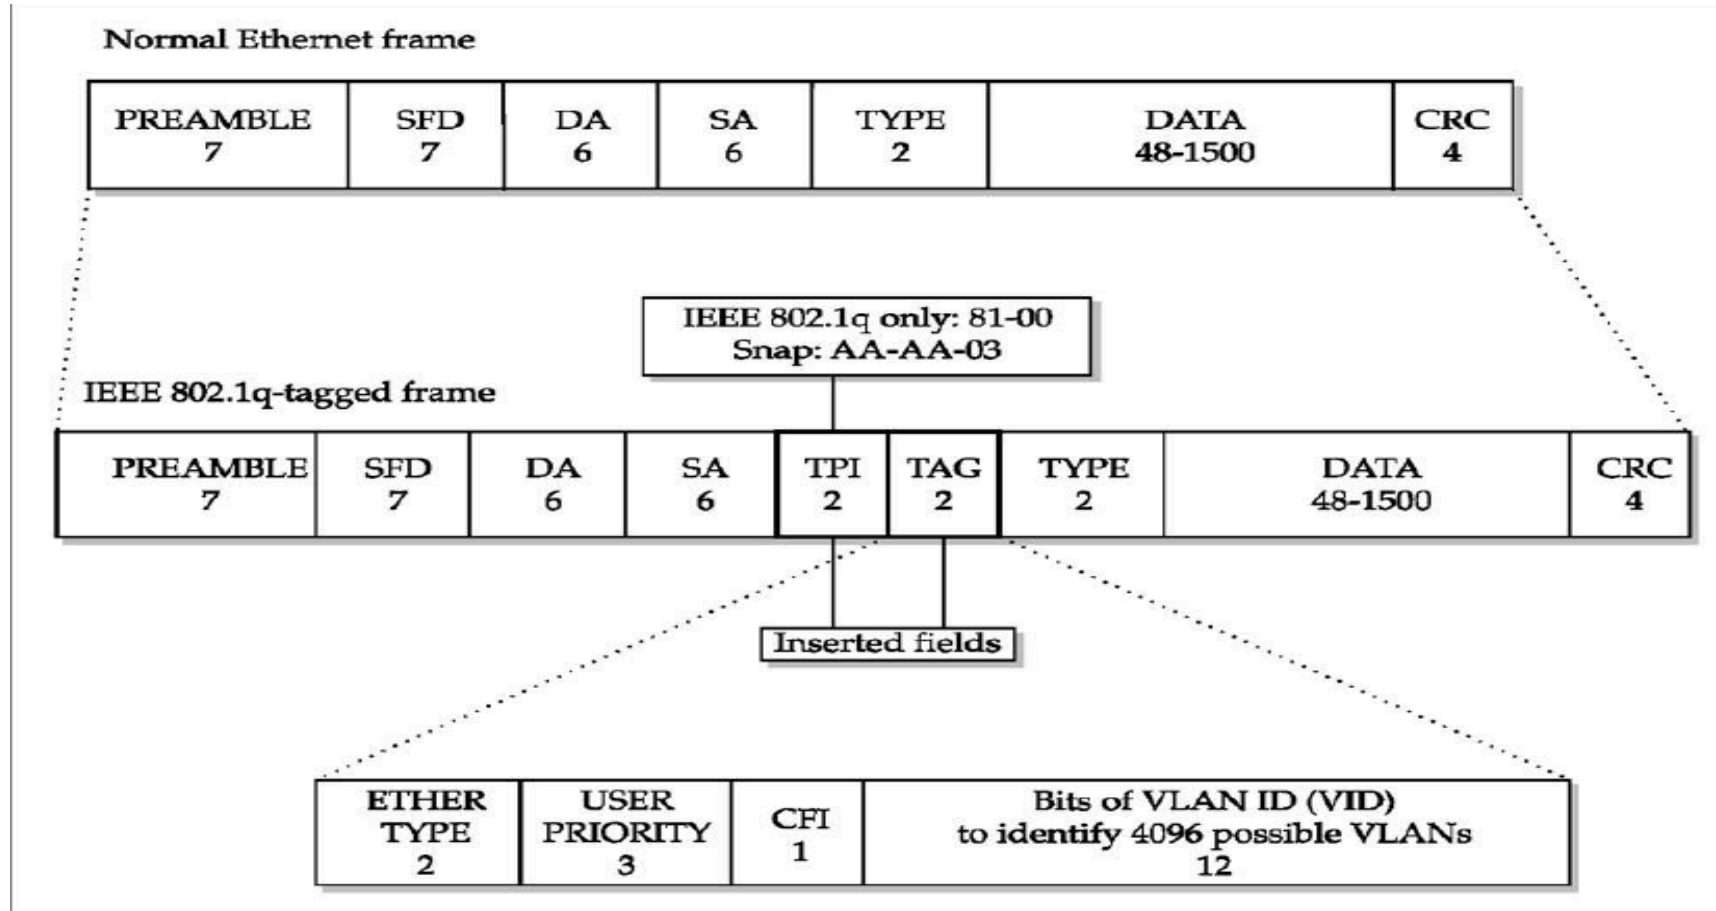 Normal Ethernet frame
PREAMBLE SFD DA SA TYPE DATA CRC
7 7 6 6 2 48-1500 4
IEEE 802.1q only: 81-00
Snap: AA-AA-03
IEEE 802.1q-tagged frame
PREAMBLE SFD DA SA TPI TAG TYPE DATA CRC
7 7 6 6 2 2 2 48-1500 4
Inserted fields
ETHER TYPE 2
USER PRIORITY 3
CFI 1
Bits of VLAN ID (VID)
to identify 4096 possible VLANs
12